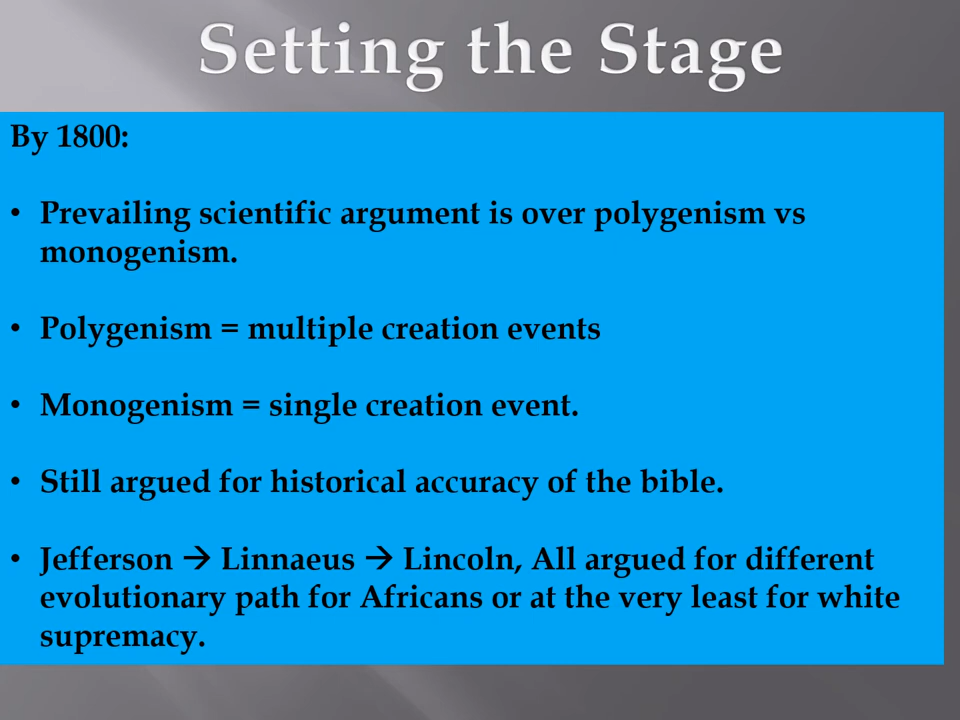 Setting the Stage
By 1800:
• Prevailing scientific argument is over polygenism vs
monogenism.
• Polygenism = multiple creation events
• Monogenism = single creation event.
• Still argued for historical accuracy of the bible.
• Jefferson → Linnaeus → Lincoln, All argued for different
evolutionary path for Africans or at the very least for white
supremacy.